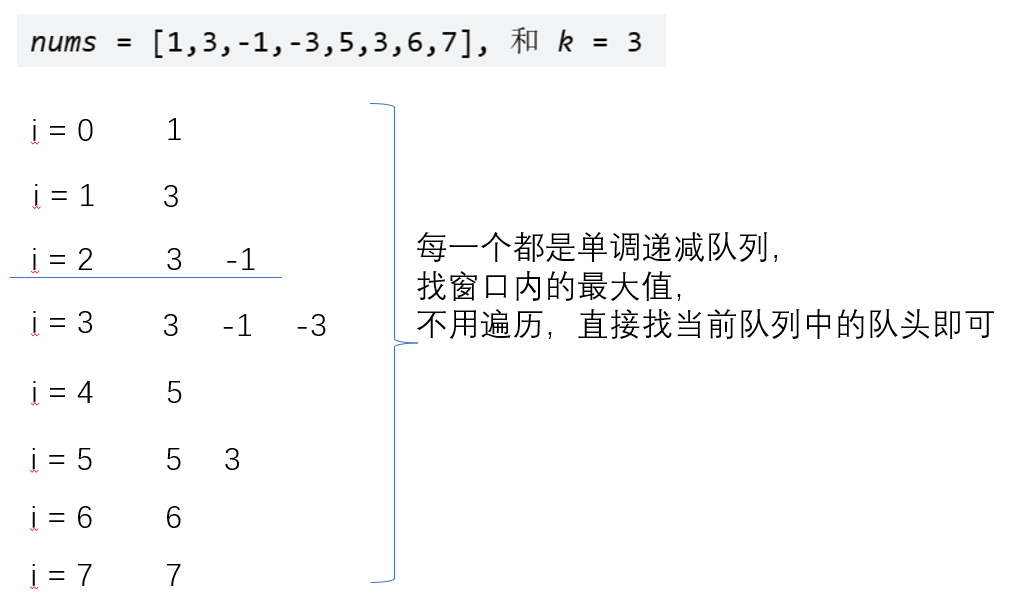 nums = [1,3,-1,-3,5,3,6,7], 和 k = 3
i = 0 1
i = 1 3
i = 2 3 -1
i = 3 3 -1 -3
i = 4 5
i = 5 5 3
i = 6 6
i = 7 7
每一个都是单调递减队列,
找窗口内的最大值,
不用遍历，直接找当前队列中的队头即可